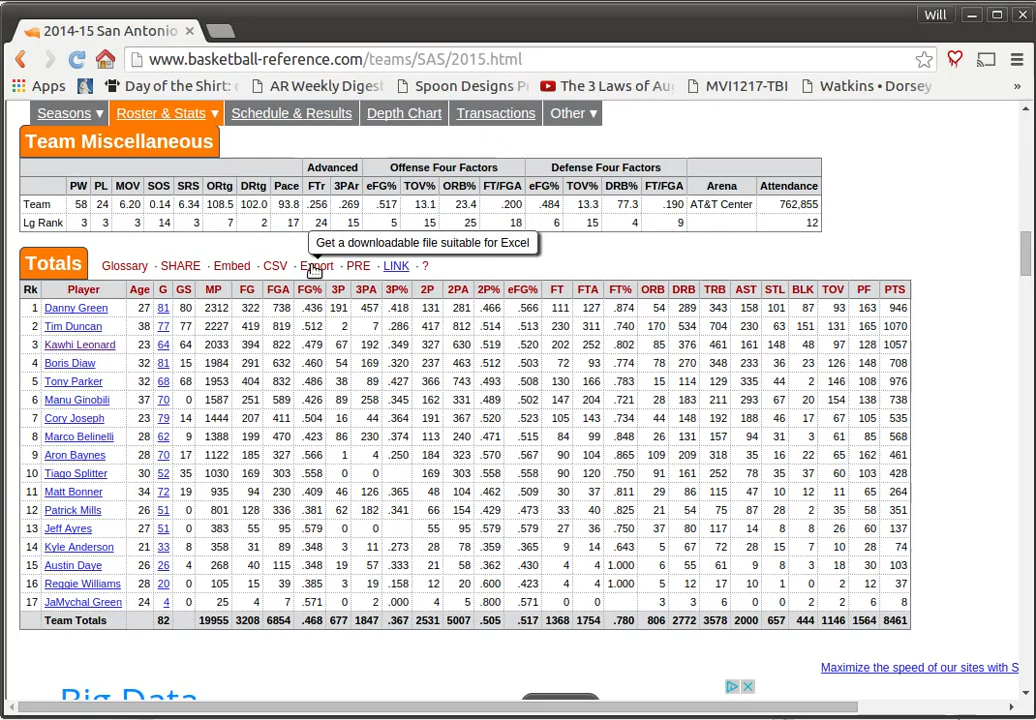 Will
2014-15 San Antonio
www.basketball-reference.com/teams/SAS/2015.html
Apps Day of the Shirt: AR Weekly Digest Spoon Designs The 3 Laws of MVI1217-TBI Watkins • Dorsey »
Seasons ▾ Roster & Stats ▾ Schedule & Results Depth Chart Transactions Other ▾
Team Miscellaneous
Advanced Offense Four Factors Defense Four Factors
PW PL MOV SOS SRS ORtg DRtg Pace FTr 3PAr eFG% TOV% ORB% FT/FGA eFG% TOV% DRB% FT/FGA Arena Attendance
Team 58 24 6.20 0.14 6.34 108.5 102.0 93.8 .256 .269 .517 13.1 23.4 .200 .484 13.3 77.3 .190 AT&T Center 762,855
Lg Rank 3 3 3 14 3 7 2 17 24 15 5 15 25 18 6 15 4 9 12
Get a downloadable file suitable for Excel
Totals Glossary · SHARE · Embed · CSV · Export · PRE · LINK · ?
Rk Player Age G GS MP FG FGA FG% 3P 3PA 3P% 2P 2PA 2P% eFG% FT FTA FT% ORB DRB TRB AST STL BLK TOV PF PTS
1 Danny Green 27 81 80 2312 322 738 .436 191 457 .418 131 281 .466 .566 111 127 .874 54 289 343 158 101 87 93 163 946
2 Tim Duncan 38 77 77 2227 419 819 .512 2 7 .286 417 812 .514 .513 230 311 .740 170 534 704 230 63 151 131 165 1070
3 Kawhi Leonard 23 64 64 2033 394 822 .479 67 192 .349 327 630 .519 .520 202 252 .802 85 376 461 161 148 48 97 128 1057
4 Boris Diaw 32 81 15 1984 291 632 .460 54 169 .320 237 463 .512 .503 72 93 .774 78 270 348 233 36 23 126 148 708
5 Tony Parker 32 68 68 1953 404 832 .486 38 89 .427 366 743 .493 .508 130 166 .783 15 114 129 335 44 2 146 108 976
6 Manu Ginobili 37 70 0 1587 251 589 .426 89 258 .345 162 331 .489 .502 147 204 .721 28 183 211 293 67 20 154 138 738
7 Cory Joseph 23 79 14 1444 207 411 .504 16 44 .364 191 367 .520 .523 105 143 .734 44 148 192 188 46 17 67 105 535
8 Marco Belinelli 28 62 9 1388 199 470 .423 86 230 .374 113 240 .471 .515 84 99 .848 26 131 157 94 31 3 61 85 568
9 Aron Baynes 28 70 17 1122 185 327 .566 1 4 .250 184 323 .570 .567 90 104 .865 109 209 318 35 16 22 65 162 461
10 Tiago Splitter 30 52 35 1030 169 303 .558 0 0 169 303 .558 .558 90 120 .750 91 161 252 78 35 37 60 103 428
11 Matt Bonner 34 72 19 935 94 230 .409 46 126 .365 48 104 .462 .509 30 37 .811 29 86 115 47 10 12 11 65 264
12 Patrick Mills 26 51 0 801 128 336 .381 62 182 .341 66 154 .429 .473 33 40 .825 21 54 75 87 28 2 35 58 351
13 Jeff Ayres 27 51 0 383 55 95 .579 0 0 55 95 .579 .579 27 36 .750 37 80 117 14 8 8 26 60 137
14 Kyle Anderson 21 33 8 358 31 89 .348 3 11 .273 28 78 .359 .365 9 14 .643 5 67 72 28 15 7 10 28 74
15 Austin Daye 26 26 4 268 40 115 .348 19 57 .333 21 58 .362 .430 4 4 1.000 6 55 61 9 8 3 18 30 103
16 Reggie Williams 28 20 0 105 15 39 .385 3 19 .158 12 20 .600 .423 4 4 1.000 5 12 17 10 1 0 2 12 37
17 JaMychal Green 24 4 0 25 4 7 .571 0 2 .000 4 5 .800 .571 0 0 3 3 6 0 0 2 2 6 8
Team Totals 82 19955 3208 6854 .468 677 1847 .367 2531 5007 .505 .517 1368 1754 .780 806 2772 3578 2000 657 444 1146 1564 8461
Maximize the speed of our sites with S
Big Data